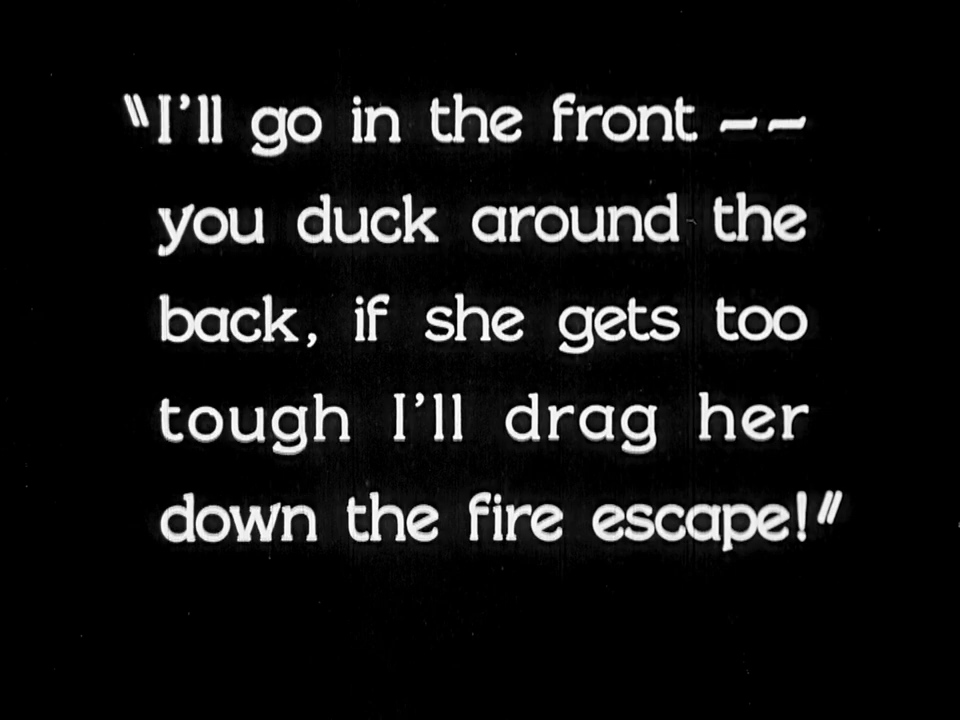 "I'll go in the front --
you duck around the
back, if she gets too
tough I'll drag her
down the fire escape!"